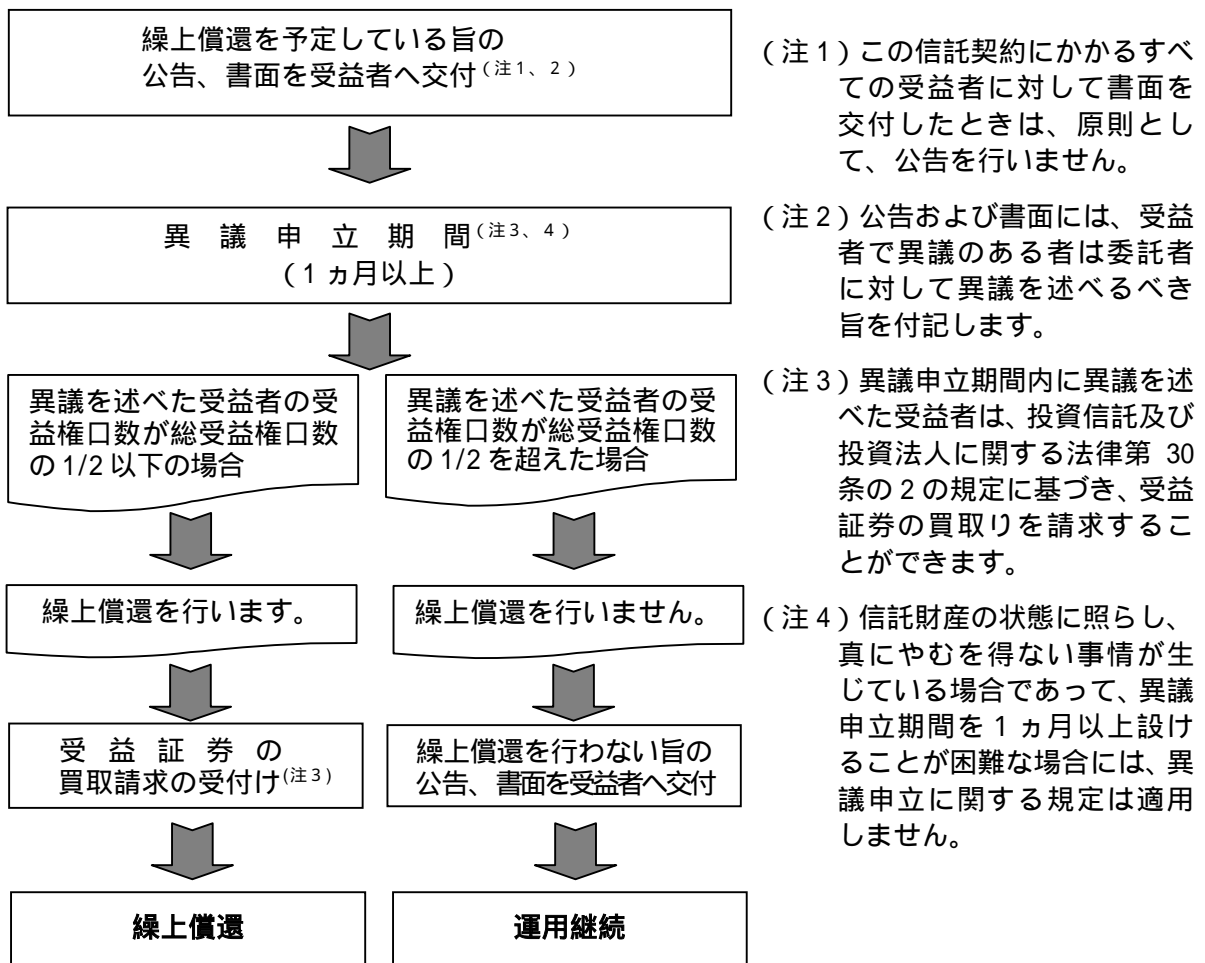 繰上償還を予定している旨の
公告、書面を受益者へ交付(注1、2)
異議申立期間(注3、4)
(1ヵ月以上)
異議を述べた受益者の受
益権口数が総受益権口数
の1/2以下の場合
異議を述べた受益者の受
益権口数が総受益権口数
の1/2を超えた場合
繰上償還を行います。
繰上償還を行いません。
受益証券の
買取請求の受付け(注3)
繰上償還を行わない旨の
公告、書面を受益者へ交付
繰上償還
運用継続
(注1)この信託契約にかかるすべ
ての受益者に対して書面を
交付したときは、原則とし
て、公告を行いません。
(注2)公告および書面には、受益
者で異議のある者は委託者
に対して異議を述べるべき
旨を付記します。
(注3)異議申立期間内に異議を述
べた受益者は、投資信託及び
投資法人に関する法律第 30
条の2の規定に基づき、受益
証券の買取りを請求するこ
とができます。
(注4)信託財産の状態に照らし、
真にやむを得ない事情が生
じている場合であって、異議
申立期間を1ヵ月以上設け
ることが困難な場合には、異
議申立に関する規定は適用
しません。